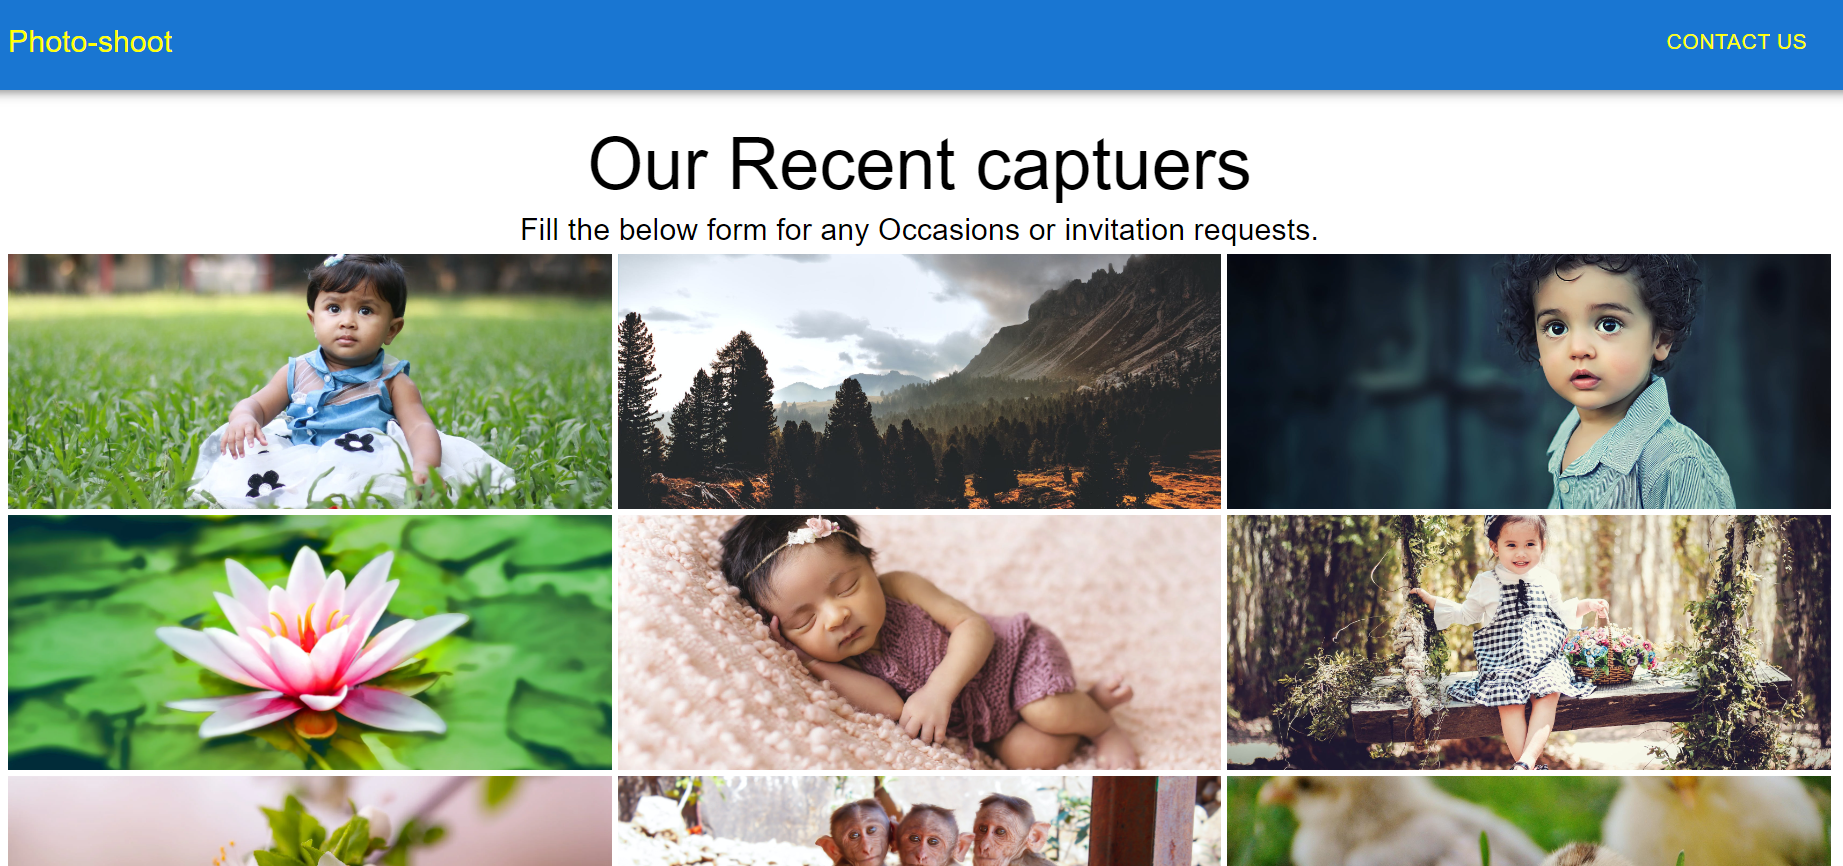 Photo-shoot
CONTACT US
Our Recent captuers
Fill the below form for any Occasions or invitation requests.